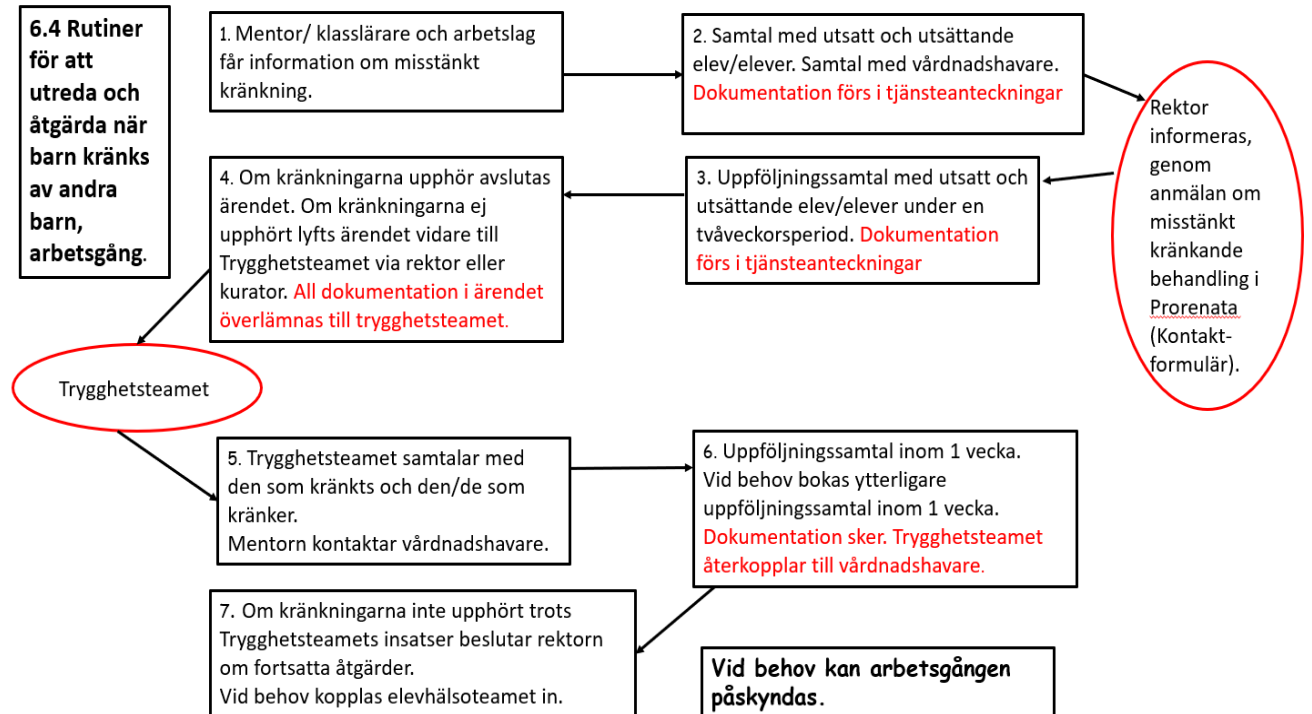 6.4 Rutiner
för att
utreda och
åtgärda när
barn kränks
av andra
barn,
arbetsgång.
1. Mentor/ klasslärare och arbetslag
får information om misstänkt
kränkning.
2. Samtal med utsatt och utsättande
elev/elever. Samtal med vårdnadshavare.
Dokumentation förs i tjänsteanteckningar
Rektor
informeras,
genom
anmälan om
misstänkt
kränkande
behandling i
Prorenata
(Kontakt-
formulär).
3. Uppföljningssamtal med utsatt och
utsättande elev/elever under en
tvåveckorsperiod. Dokumentation
förs i tjänsteanteckningar
4. Om kränkningarna upphör avslutas
ärendet. Om kränkningarna ej
upphört lyfts ärendet vidare till
Trygghetsteamet via rektor eller
kurator. All dokumentation i ärendet
överlämnas till trygghetsteamet.
Trygghetsteamet
5. Trygghetsteamet samtalar med
den som kränkts och den/de som
kränker.
Mentorn kontaktar vårdnadshavare.
6. Uppföljningssamtal inom 1 vecka.
Vid behov bokas ytterligare
uppföljningssamtal inom 1 vecka.
Dokumentation sker. Trygghetsteamet
återkopplar till vårdnadshavare.
7. Om kränkningarna inte upphört trots
Trygghetsteamets insatser beslutar rektorn
om fortsatta åtgärder.
Vid behov kopplas elevhälsoteamet in.
Vid behov kan arbetsgången
påskyndas.